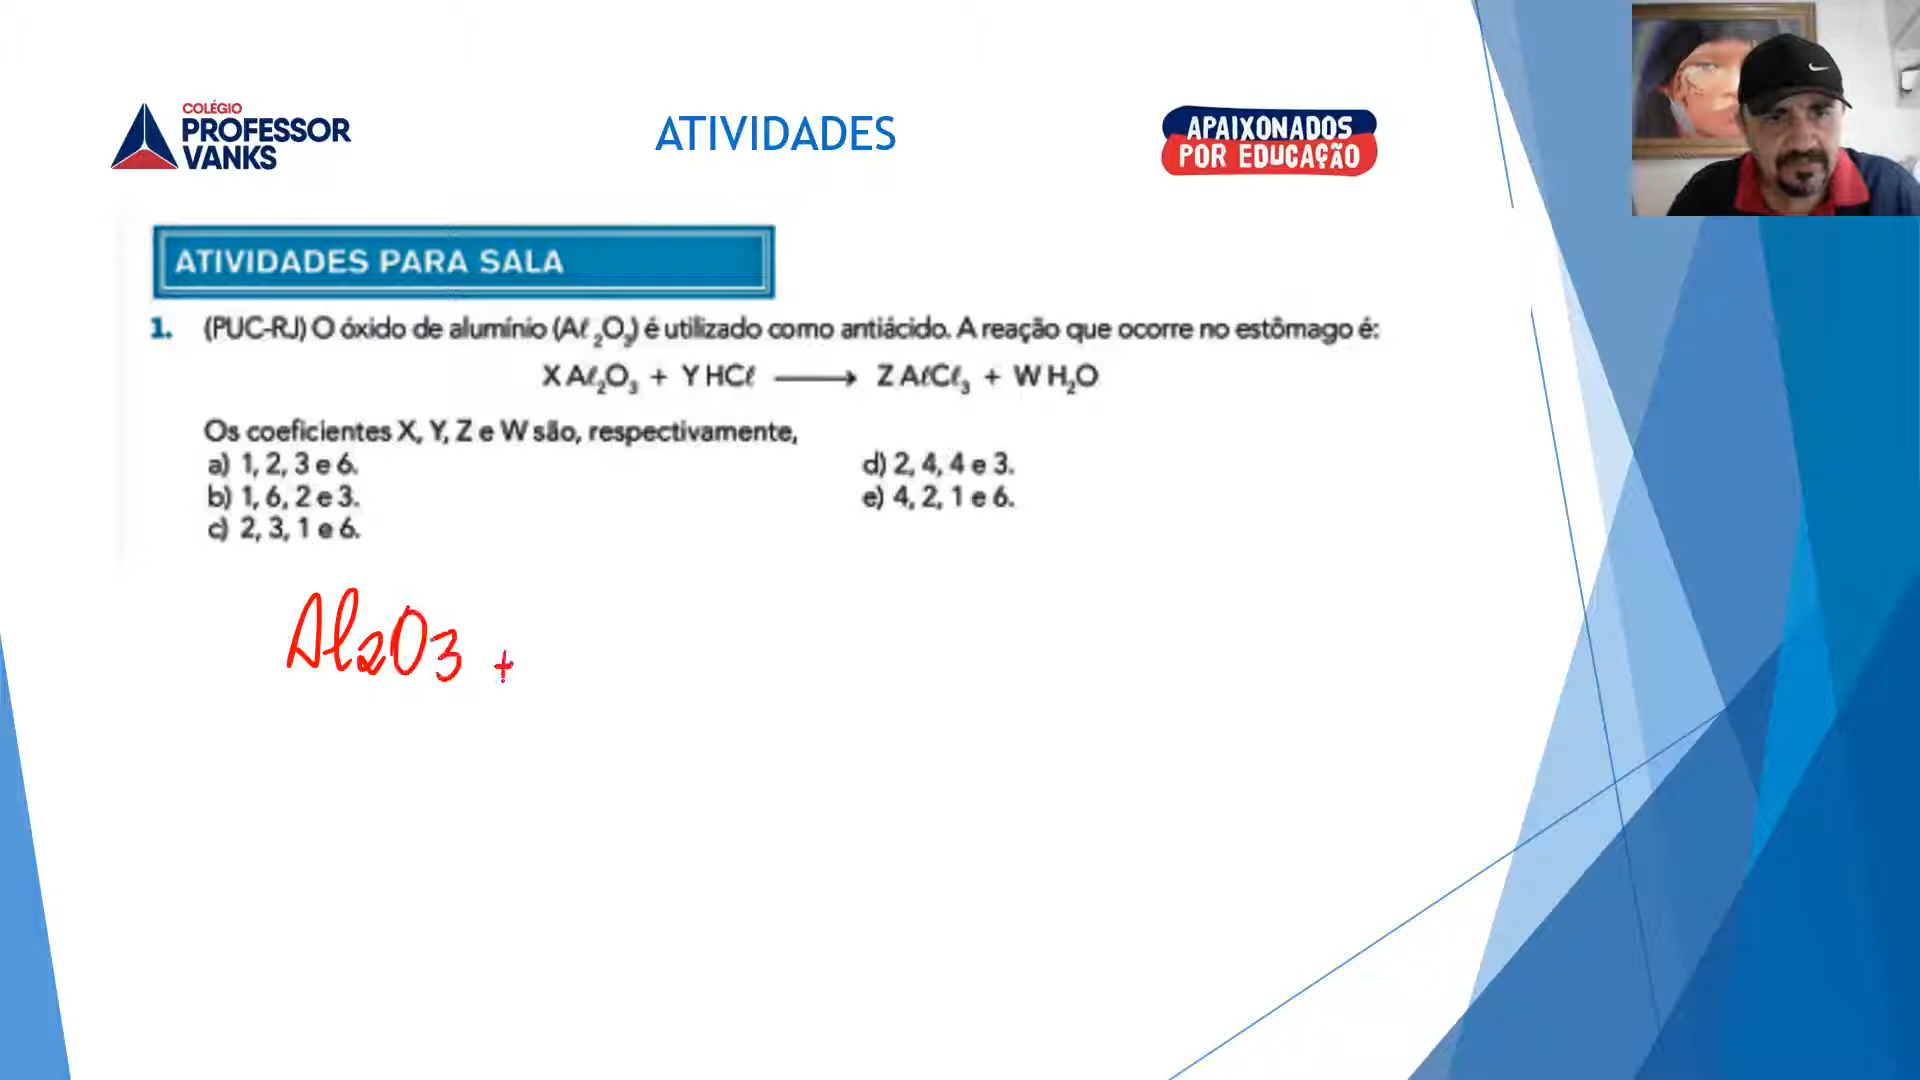 COLÉGIO
PROFESSOR
VANKS
ATIVIDADES
APAIXONADOS
POR EDUCAÇÃO
ATIVIDADES PARA SALA
1. (PUC-RJ) O óxido de alumínio (Aℓ₂O₃) é utilizado como antiácido. A reação que ocorre no estômago é:
X Aℓ₂O₃ + Y HCℓ ⟶ Z AℓCℓ₃ + W H₂O
Os coeficientes X, Y, Z e W são, respectivamente,
a) 1, 2, 3 e 6.
b) 1, 6, 2 e 3.
c) 2, 3, 1 e 6.
d) 2, 4, 4 e 3.
e) 4, 2, 1 e 6.
Al2O3 +